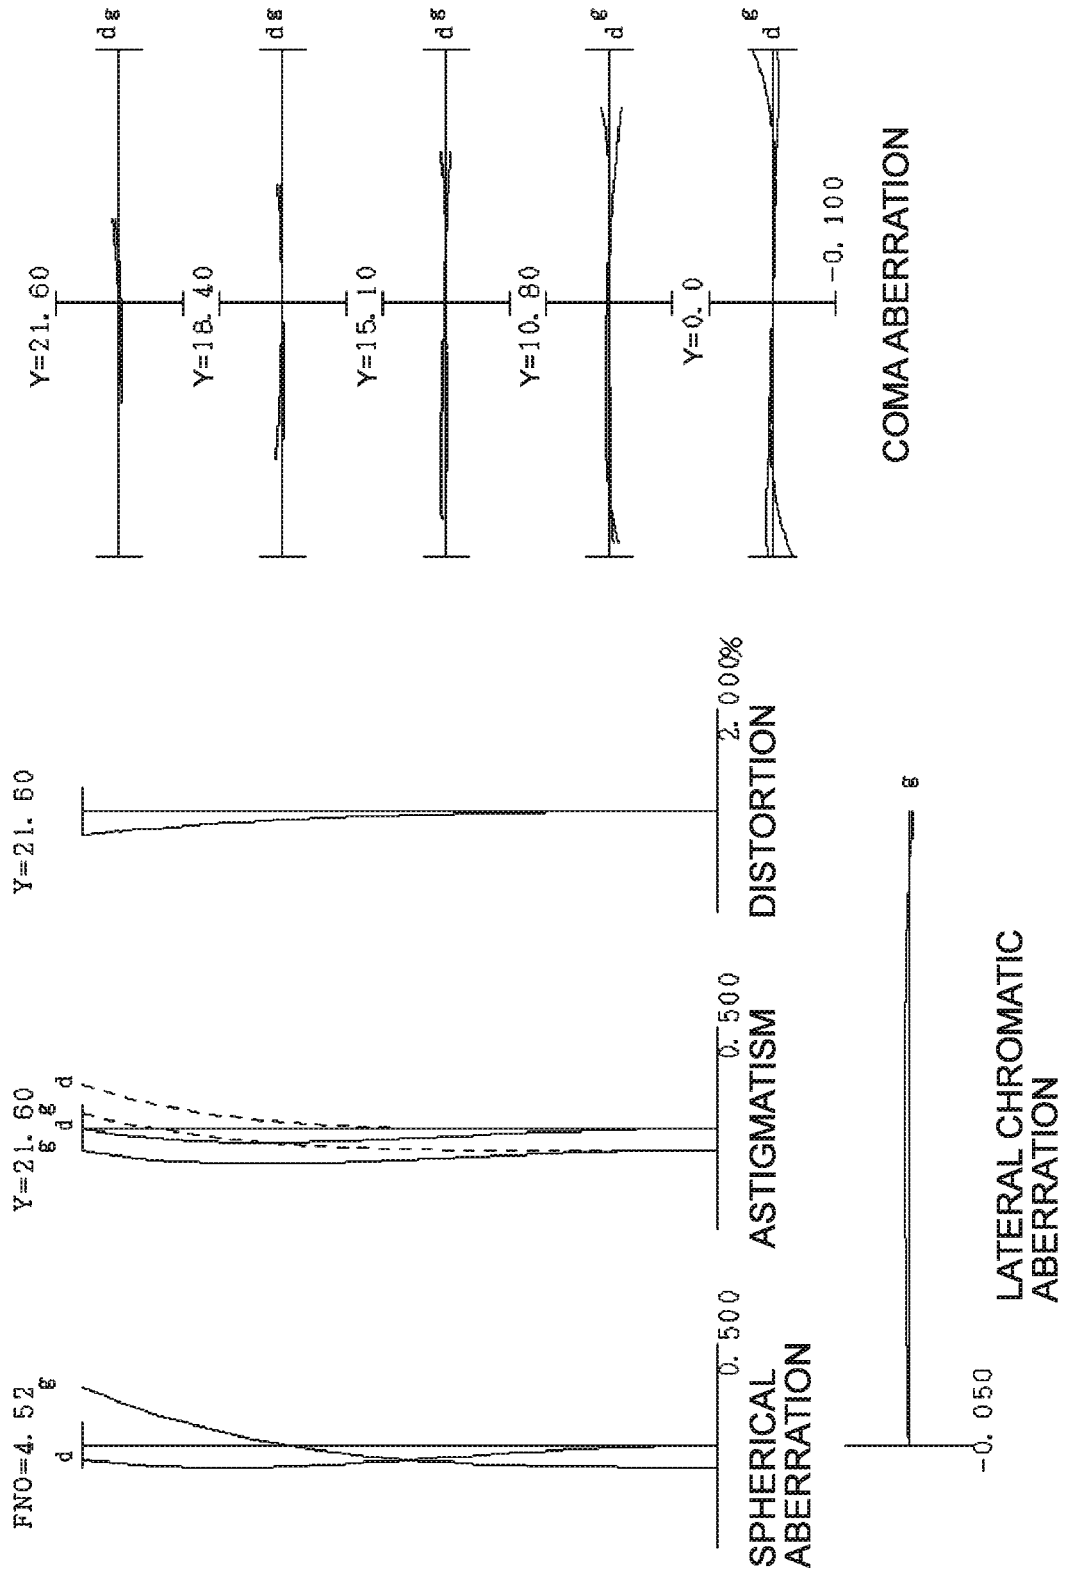 FNO=4.52
d
g
0.500
SPHERICAL
ABERRATION
Y=21.60
g
d
g
d
0.500
ASTIGMATISM
Y=21.60
2.000%
DISTORTION
Y=21.60
d
g
Y=18.40
d
g
Y=15.10
d
g
Y=10.80
d
g
Y=0.0
d
g
-0.100
COMA ABERRATION
g
-0.050
LATERAL CHROMATIC
ABERRATION